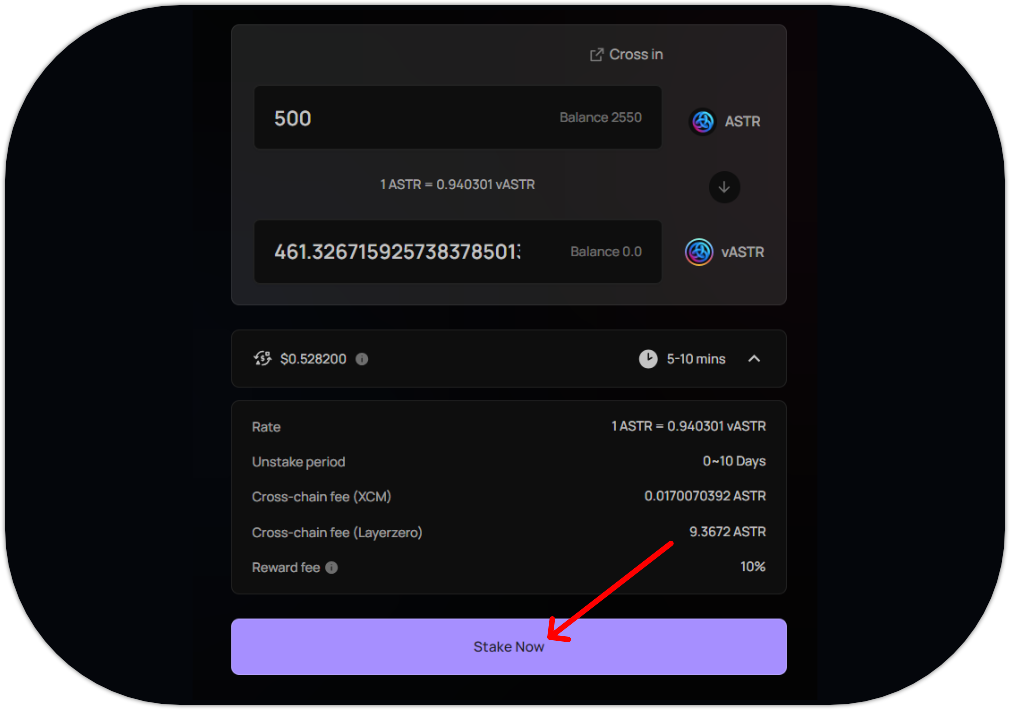 Cross in
500
Balance 2550
ASTR
1 ASTR = 0.940301 vASTR
461.32671592573837850
Balance 0.0
vASTR
$0.528200
5-10 mins
Rate
1 ASTR = 0.940301 vASTR
Unstake period
0~10 Days
Cross-chain fee (XCM)
0.0170070392 ASTR
Cross-chain fee (Layerzero)
9.3672 ASTR
Reward fee
10%
Stake Now